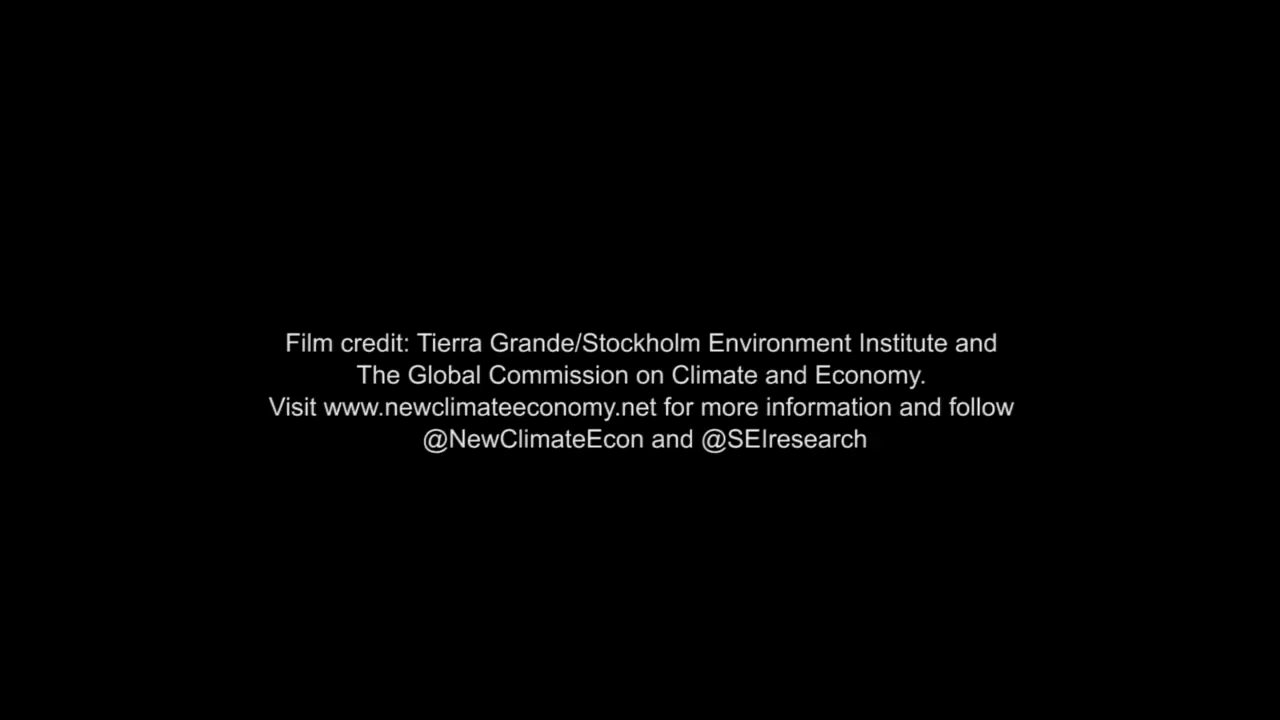 Film credit: Tierra Grande/Stockholm Environment Institute and
The Global Commission on Climate and Economy.
Visit www.newclimateeconomy.net for more information and follow
@NewClimateEcon and @SEIresearch